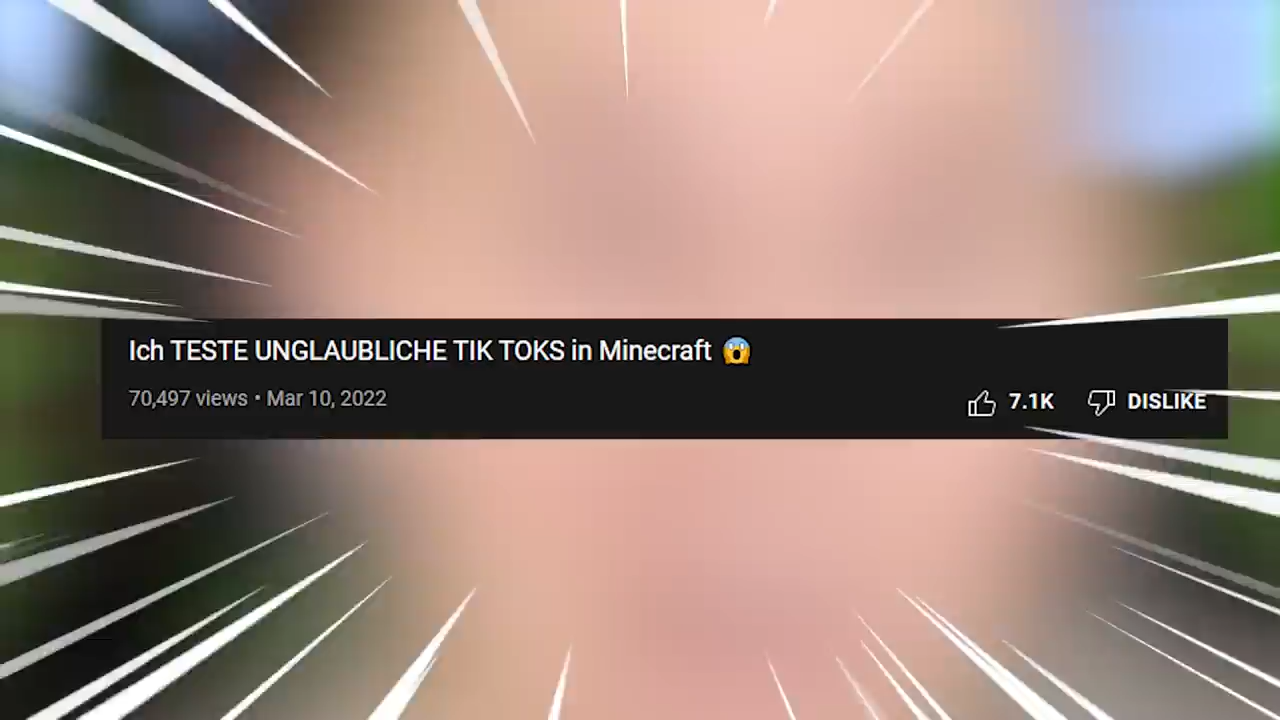 Ich TESTE UNGLAUBLICHE TIK TOKS in Minecraft 😱
70,497 views • Mar 10, 2022
7.1K DISLIKE